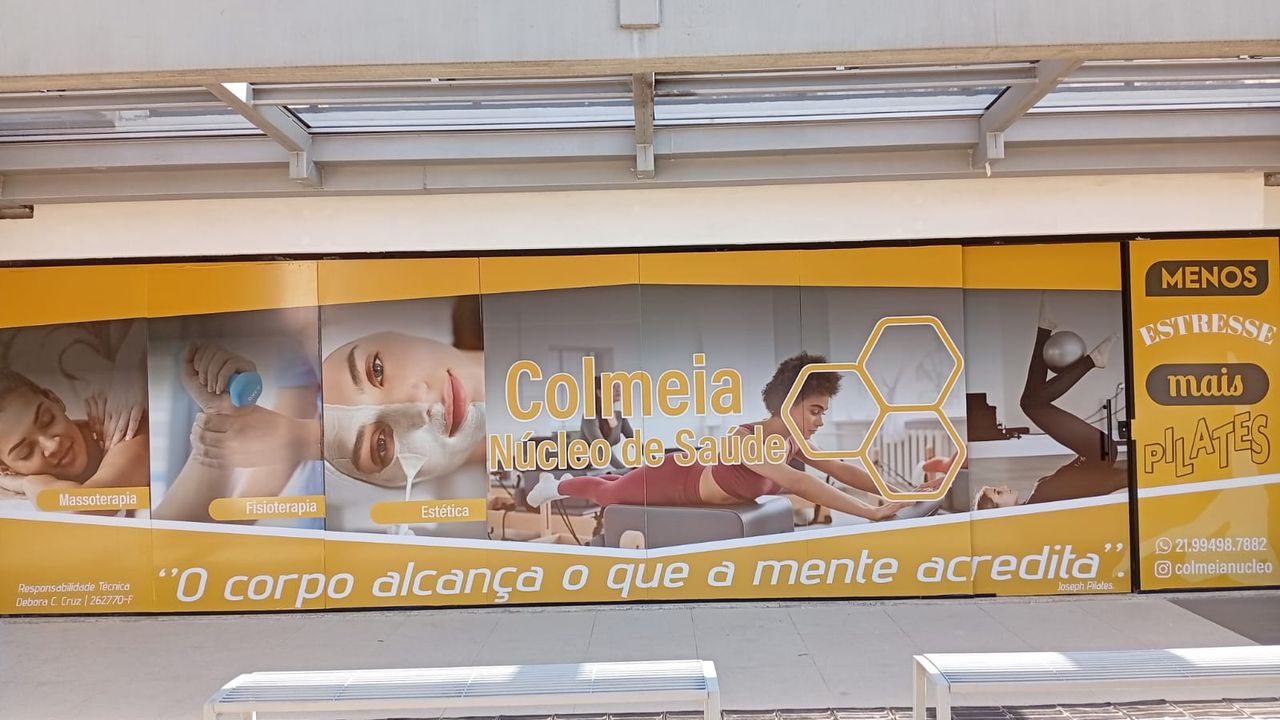 Colmeia
Núcleo de Saúde
Massoterapia
Fisioterapia
Estética
"O corpo alcança o que a mente acredita".
Joseph Pilates.
Responsabilidade Técnica
Debora C. Cruz | 262770-F
MENOS
ESTRESSE
mais
PILATES
21.99498.7882
colmeianucleo